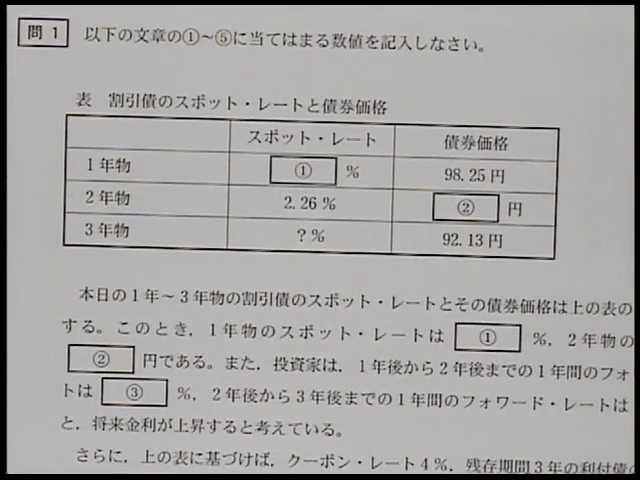 問1 以下の文章の①～⑤に当てはまる数値を記入しなさい。
表 割引債のスポット・レートと債券価格
スポット・レート 債券価格
1年物 ① % 98.25円
2年物 2.26% ② 円
3年物 ?% 92.13円
本日の1年～3年物の割引債のスポット・レートとその債券価格は上の表の
する。このとき，1年物のスポット・レートは ① %，2年物の
② 円である。また，投資家は，1年後から2年後までの1年間のフォ
トは ③ %，2年後から3年後までの1年間のフォワード・レートは
と，将来金利が上昇すると考えている。
さらに，上の表に基づけば，クーポン・レート4%，残存期間3年の利付債の